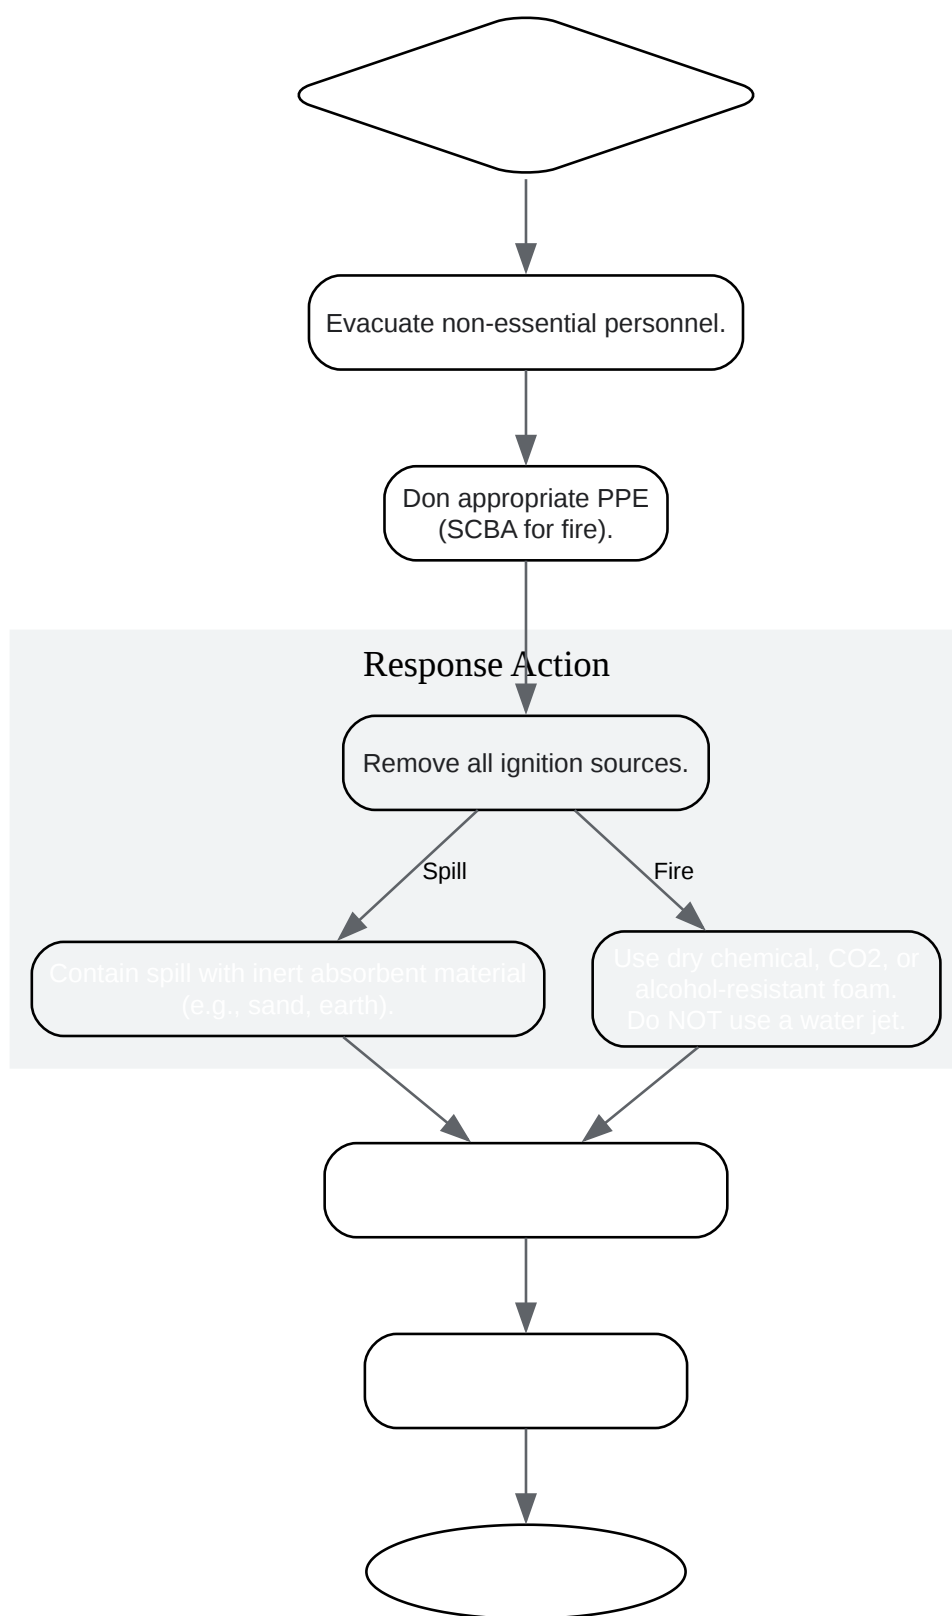 Evacuate non-essential personnel.
Don appropriate PPE
(SCBA for fire).
Response Action
Remove all ignition sources.
Spill
Fire
Contain spill with inert absorbent material
(e.g., sand, earth).
Use dry chemical, CO2, or
alcohol-resistant foam.
Do NOT use a water jet.